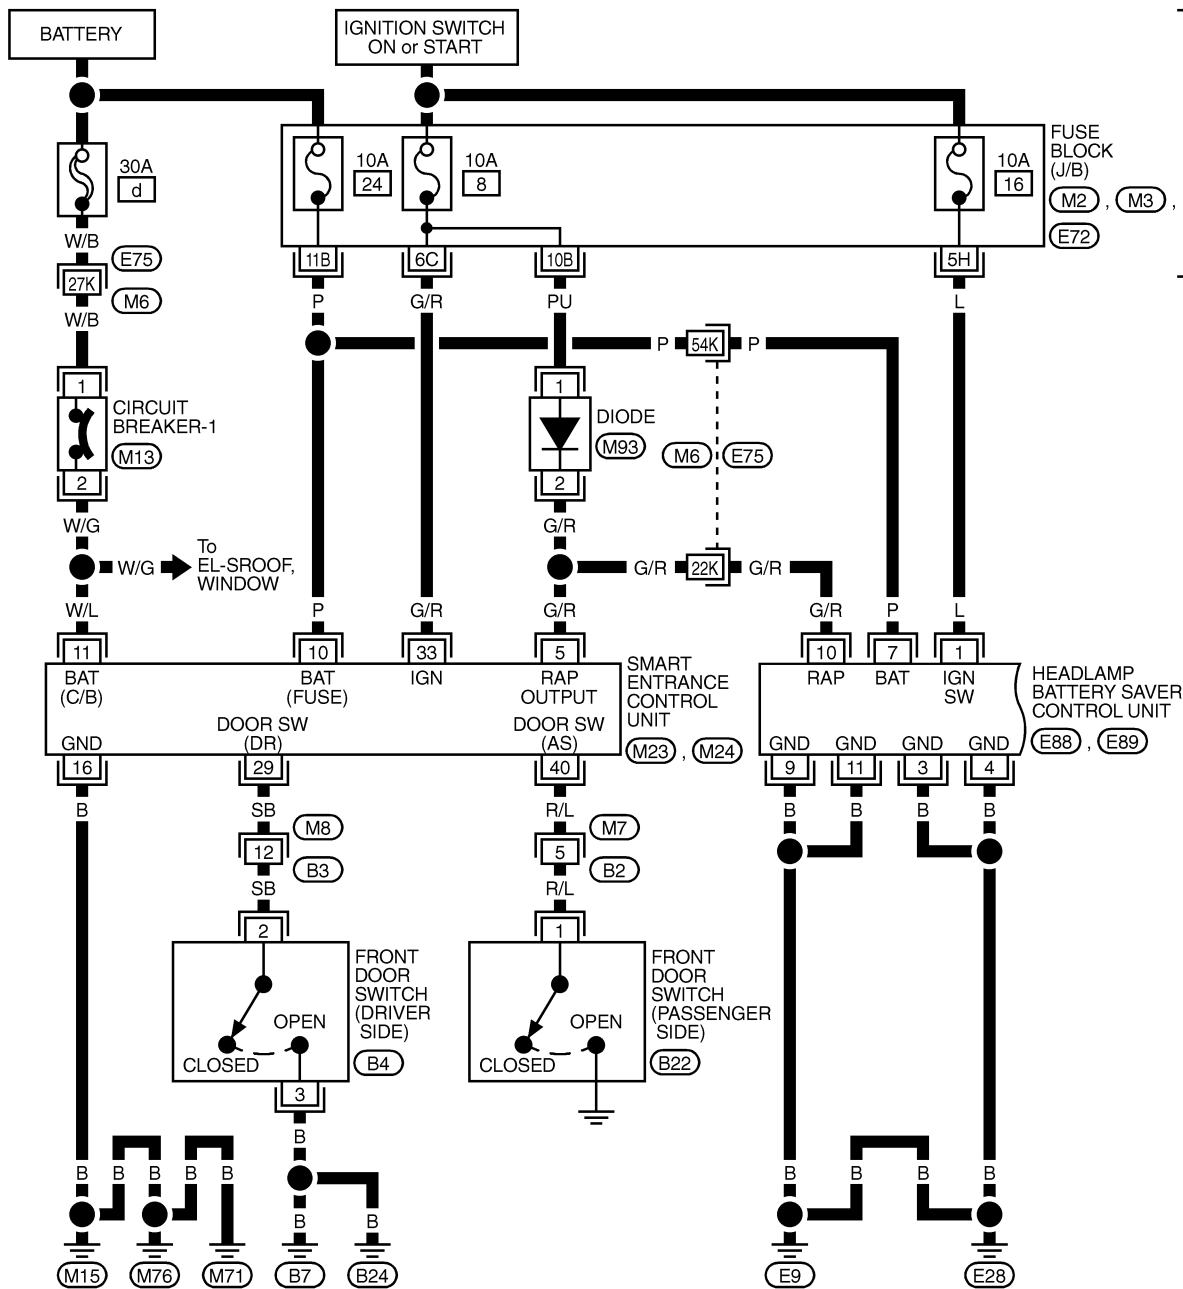 BATTERY
IGNITION SWITCH
ON or START
30A
d
10A
24
10A
8
10A
16
FUSE
BLOCK
(J/B)
M2 , M3 ,
E72
W/B
E75
27K
M6
W/B
11B
6C
10B
5H
P
G/R
PU
L
P
54K
P
1
CIRCUIT
BREAKER-1
M13
2
1
DIODE
M93
2
M6
E75
W/G
G/R
W/G
To
EL-SROOF,
WINDOW
G/R
22K
G/R
W/L
P
G/R
G/R
G/R
P
L
11
10
33
5
10
7
1
BAT
(C/B)
BAT
(FUSE)
IGN
RAP
OUTPUT
SMART
ENTRANCE
CONTROL
UNIT
M23 , M24
RAP
BAT
IGN
SW
HEADLAMP
BATTERY SAVER
CONTROL UNIT
E88 , E89
GND
DOOR SW
(DR)
DOOR SW
(AS)
GND
GND
GND
GND
16
29
40
9
11
3
4
B
SB
R/L
B
B
B
B
M8
12
B3
M7
5
B2
SB
R/L
2
1
FRONT
DOOR
SWITCH
(DRIVER
SIDE)
B4
OPEN
CLOSED
FRONT
DOOR
SWITCH
(PASSENGER
SIDE)
B22
OPEN
CLOSED
3
B
B
B
B
B
B
B
B
B
B
B
B
M15
M76
M71
B7
B24
E9
E28